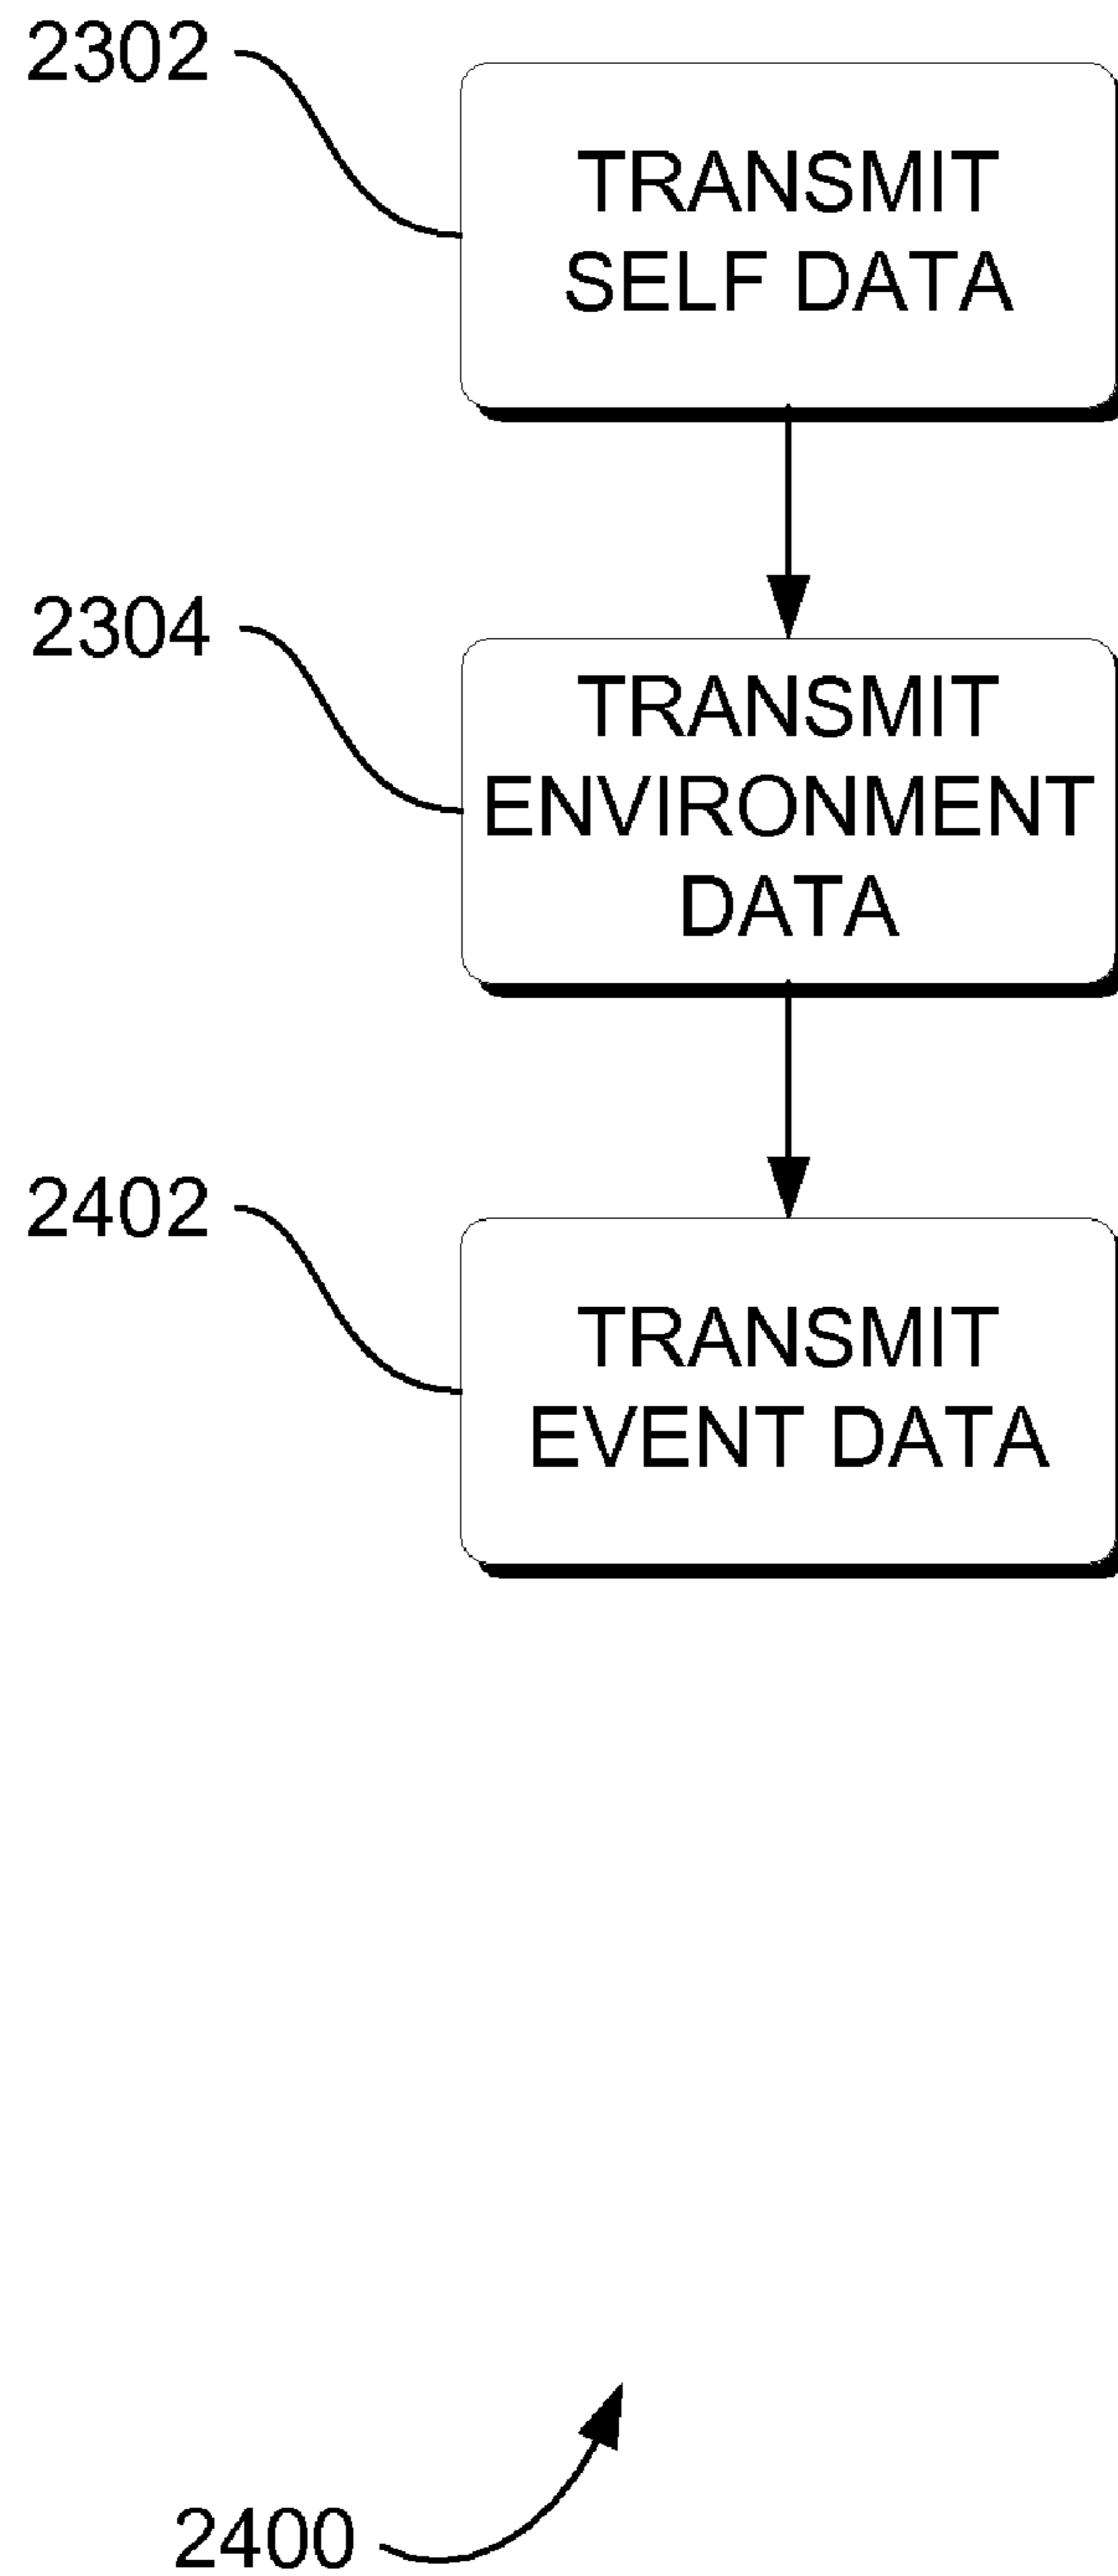 2302
TRANSMIT
SELF DATA
2304
TRANSMIT
ENVIRONMENT
DATA
2402
TRANSMIT
EVENT DATA
2400